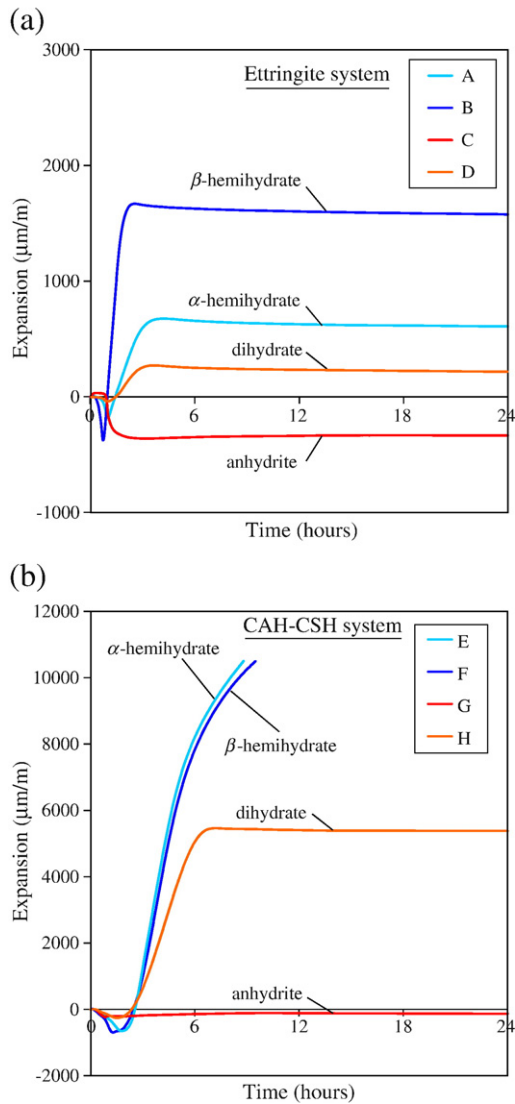 (a)
3000
2000
1000
0
-1000
Expansion (μm/m)
Ettringite system
A
B
C
D
β-hemihydrate
α-hemihydrate
dihydrate
anhydrite
0
6
12
18
24
Time (hours)
(b)
12000
10000
8000
6000
4000
2000
0
-2000
Expansion (μm/m)
CAH-CSH system
E
F
G
H
α-hemihydrate
β-hemihydrate
dihydrate
anhydrite
0
6
12
18
24
Time (hours)